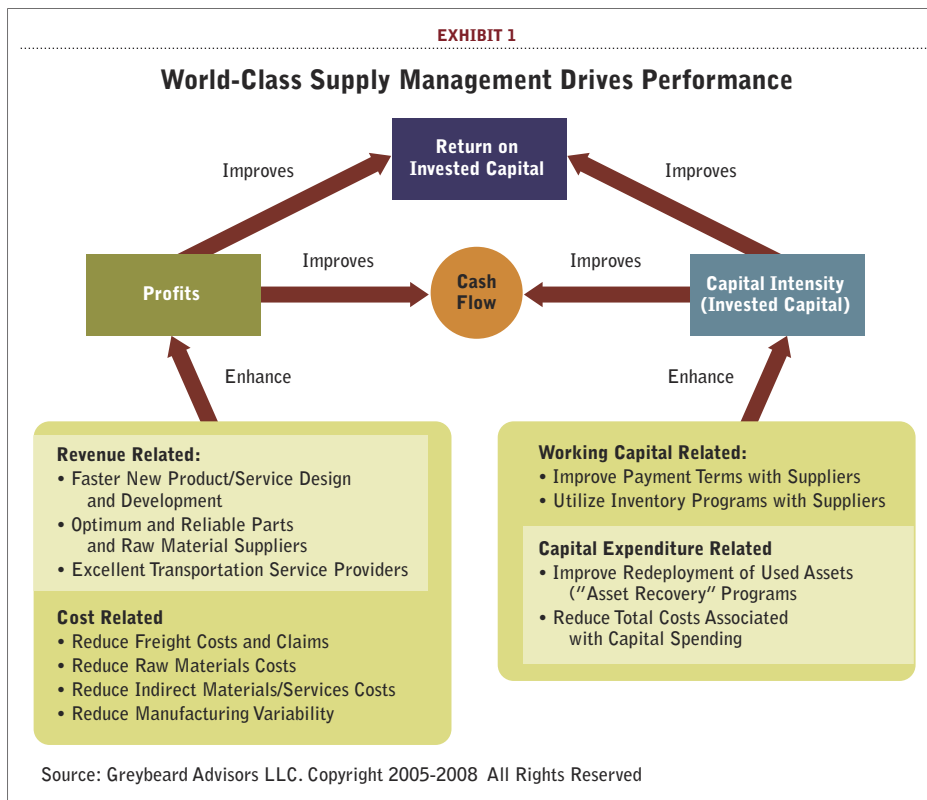 EXHIBIT 1
World-Class Supply Management Drives Performance
Return on
Invested Capital
Improves
Improves
Profits
Improves
Cash
Flow
Improves
Capital Intensity
(Invested Capital)
Enhance
Enhance
Revenue Related:
• Faster New Product/Service Design
and Development
• Optimum and Reliable Parts
and Raw Material Suppliers
• Excellent Transportation Service Providers
Cost Related
• Reduce Freight Costs and Claims
• Reduce Raw Materials Costs
• Reduce Indirect Materials/Services Costs
• Reduce Manufacturing Variability
Working Capital Related:
• Improve Payment Terms with Suppliers
• Utilize Inventory Programs with Suppliers
Capital Expenditure Related
• Improve Redeployment of Used Assets
("Asset Recovery" Programs
• Reduce Total Costs Associated
with Capital Spending
Source: Greybeard Advisors LLC. Copyright 2005-2008 All Rights Reserved